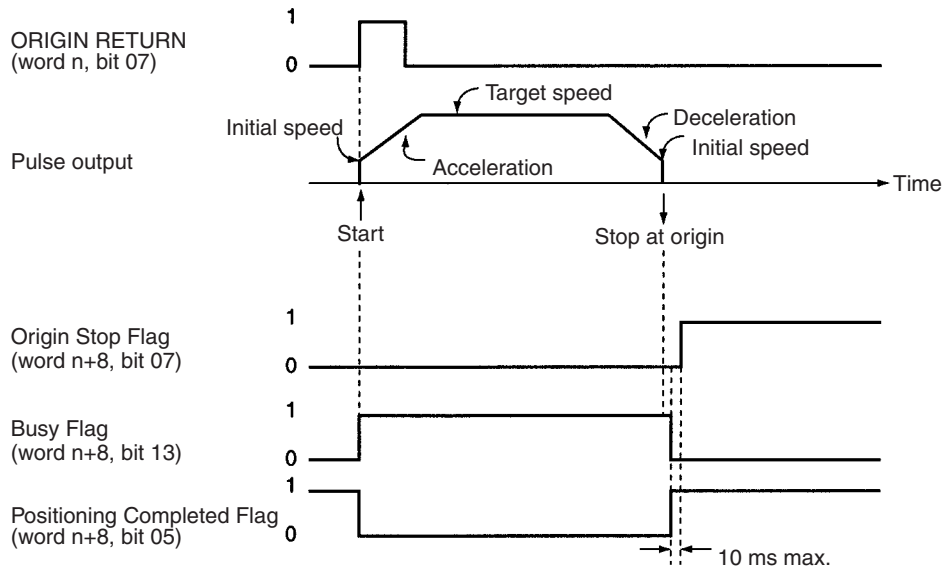 1
ORIGIN RETURN
(word n, bit 07)
0
Target speed
Deceleration
Initial speed
Initial speed
Pulse output
Acceleration
Time
Start
Stop at origin
1
Origin Stop Flag
(word n+8, bit 07)
0
1
Busy Flag
(word n+8, bit 13)
0
1
Positioning Completed Flag
(word n+8, bit 05)
0
10 ms max.